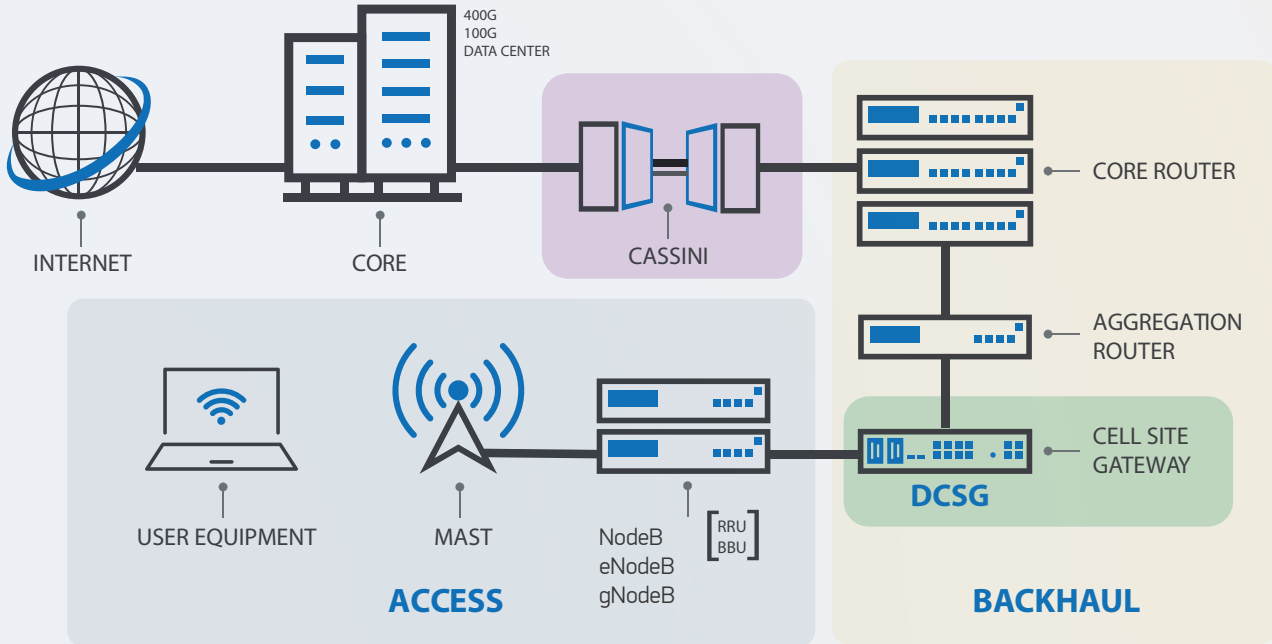 400G
100G
DATA CENTER
INTERNET
CORE
CASSINI
CORE ROUTER
AGGREGATION
ROUTER
CELL SITE
GATEWAY
DCSG
USER EQUIPMENT
MAST
NodeB
eNodeB
gNodeB
RRU
BBU
ACCESS
BACKHAUL